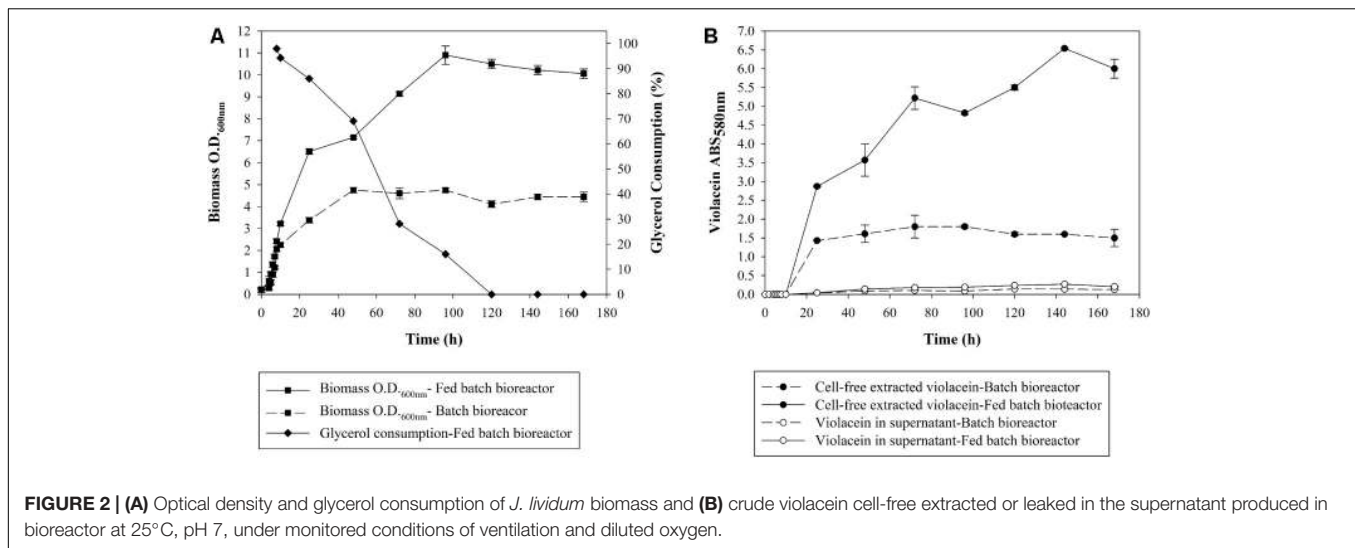 A
12
11
10
9
8
7
6
5
4
3
2
1
0
Biomass O.D.600nm
100
90
80
70
60
50
40
30
20
10
0
Glycerol Consumption (%)
0 20 40 60 80 100 120 140 160 180
Time (h)
Biomass O.D-600nm- Fed batch bioreactor
Biomass O.D-600nm- Batch bioreacor
Glycerol consumption-Fed batch bioreactor
B
7.0
6.5
6.0
5.5
5.0
4.5
4.0
3.5
3.0
2.5
2.0
1.5
1.0
0.5
0.0
Violacein ABS580nm
0 20 40 60 80 100 120 140 160 180
Time (h)
Cell-free extracted violacein-Batch bioreactor
Cell-free extracted violacein-Fed batch bioteactor
Violacein in supernatant-Batch bioreactor
Violacein in supernatant-Fed batch bioreactor
FIGURE 2 | (A) Optical density and glycerol consumption of J. lividum biomass and (B) crude violacein cell-free extracted or leaked in the supernatant produced in
bioreactor at 25°C, pH 7, under monitored conditions of ventilation and diluted oxygen.